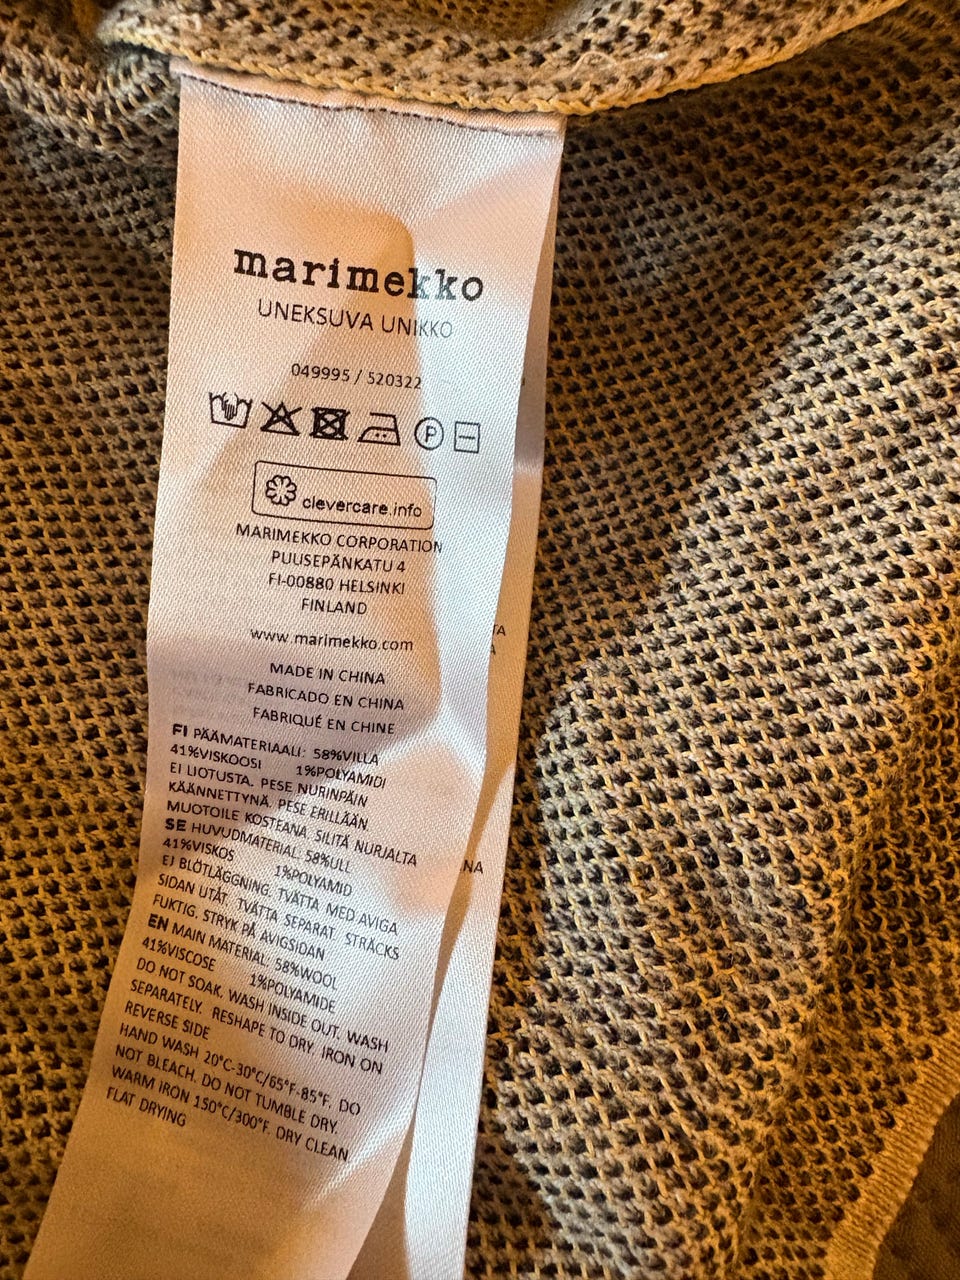 marimekko
UNEKSUVA UNIKKO
049995 / 520322
P
clevercare.info
MARIMEKKO CORPORATION
PUUSEPÄNKATU 4
FI-00880 HELSINKI
FINLAND
www.marimekko.com
MADE IN CHINA
FABRICADO EN CHINA
FABRIQUÉ EN CHINE
FI PÄÄMATERIAALI: 58%VILLA
41%VISKOOSI 1%POLYAMIDI
EI LIOTUSTA. PESE NURINPÄIN
KÄÄNNETTYNÄ. PESE ERILLÄÄN.
MUOTOILE KOSTEANA. SILITÄ NURJALTA
SE HUVUDMATERIAL: 58%ULL
41%VISKOS 1%POLYAMID
EJ BLÖTLÄGGNING. TVÄTTA MED AVIGA
SIDAN UTÅT. TVÄTTA SEPARAT. STRÄCKS
FUKTIG. STRYK PÅ AVIGSIDAN
EN MAIN MATERIAL: 58%WOOL
41%VISCOSE 1%POLYAMIDE
DO NOT SOAK. WASH INSIDE OUT. WASH
SEPARATELY. RESHAPE TO DRY. IRON ON
REVERSE SIDE
HAND WASH 20°C-30°C/65°F-85°F. DO
NOT BLEACH. DO NOT TUMBLE DRY.
WARM IRON 150°C/300°F. DRY CLEAN
FLAT DRYING